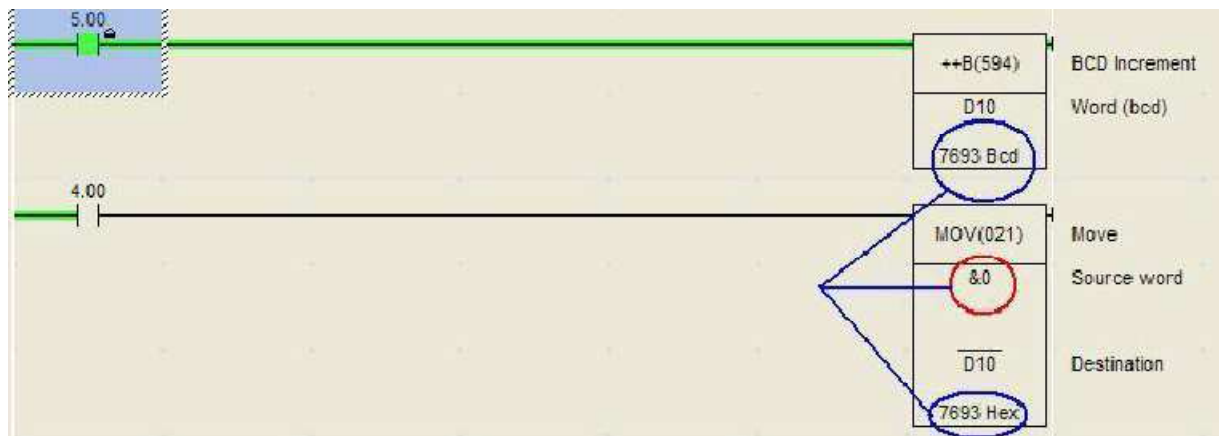 5.00
++B(594) BCD Increment
D10 Word (bcd)
7693 Bcd
4.00
MOV(021) Move
&0 Source word
D10 Destination
7693 Hex